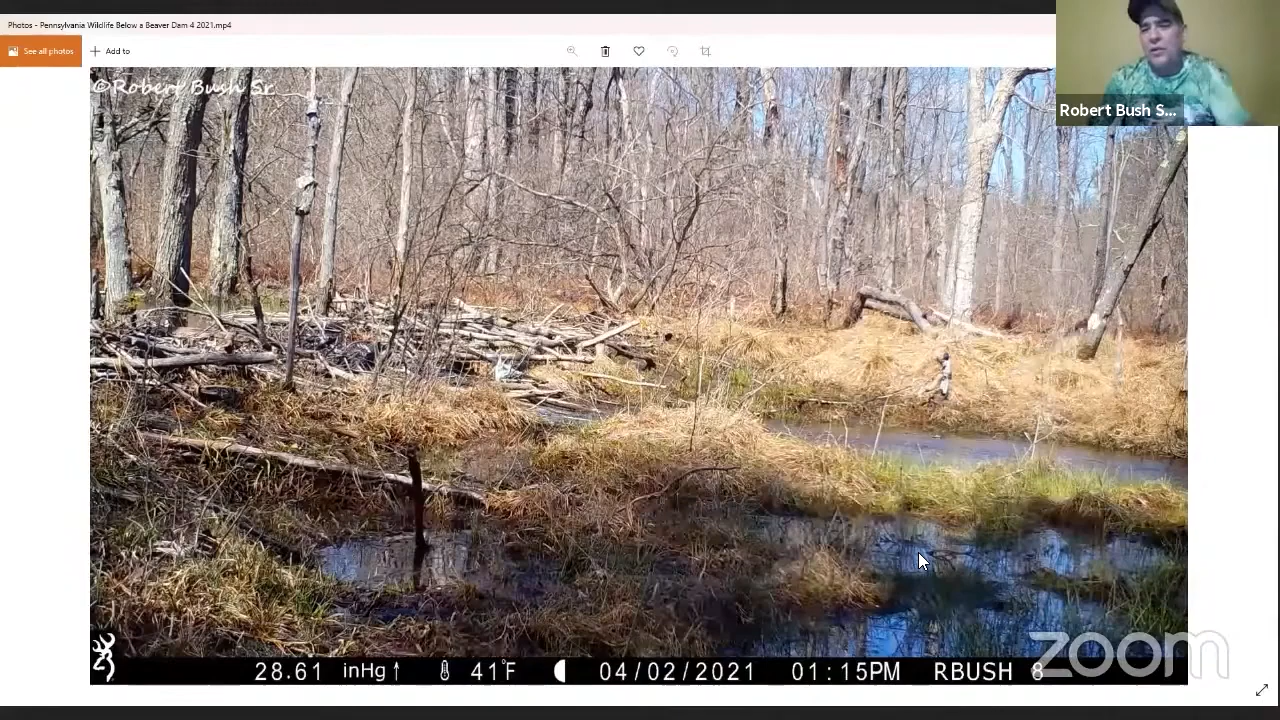 Photos - Pennsylvania Wildlife Below a Beaver Dam 4 2021.mp4
See all photos
Add to
©Robert Bush Sr
Robert Bush S...
28.61 inHg↑ 41°F 04/02/2021 01:15PM RBUSH 8
zoom